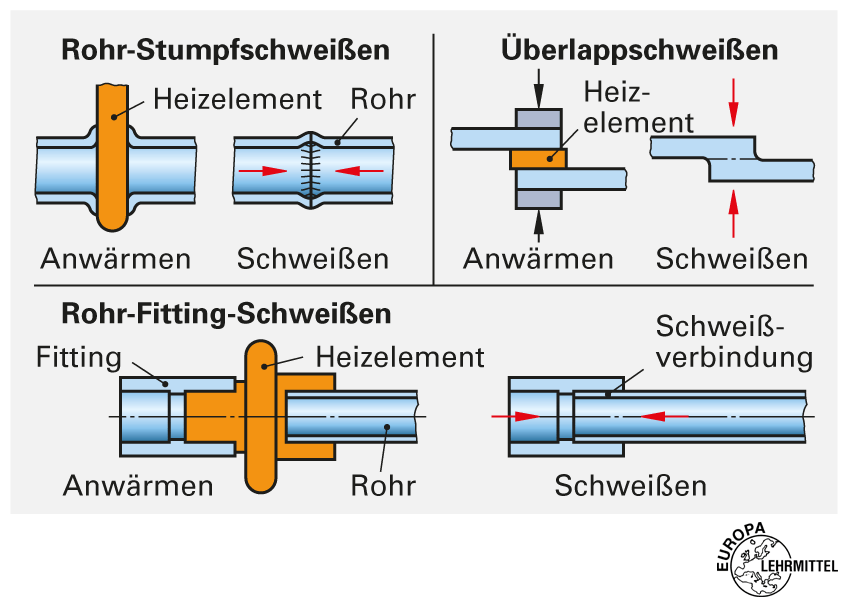 Rohr-Stumpfschweißen
Heizelement
Rohr
Anwärmen
Schweißen
Überlappschweißen
Heiz-
element
Anwärmen
Schweißen
Rohr-Fitting-Schweißen
Fitting
Heizelement
Anwärmen
Rohr
Schweiß-
verbindung
Schweißen
EUROPA
LEHRMITTEL